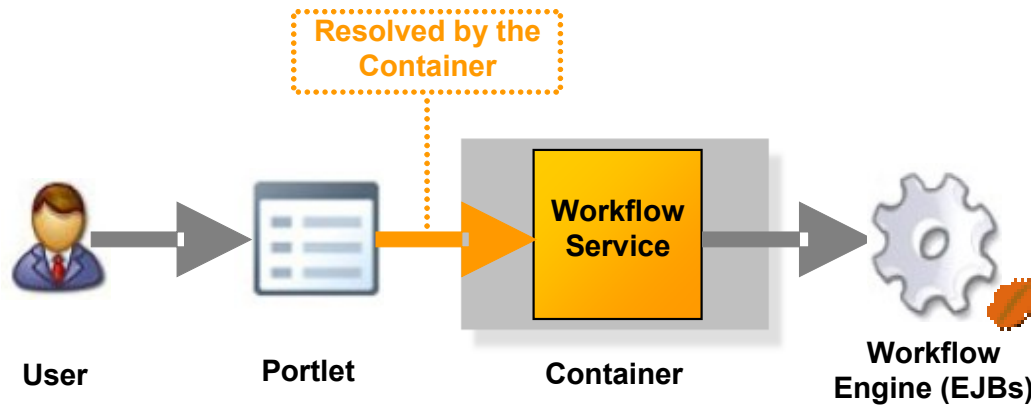 Resolved by the
Container
Workflow
Service
User
Portlet
Container
Workflow
Engine (EJBs)